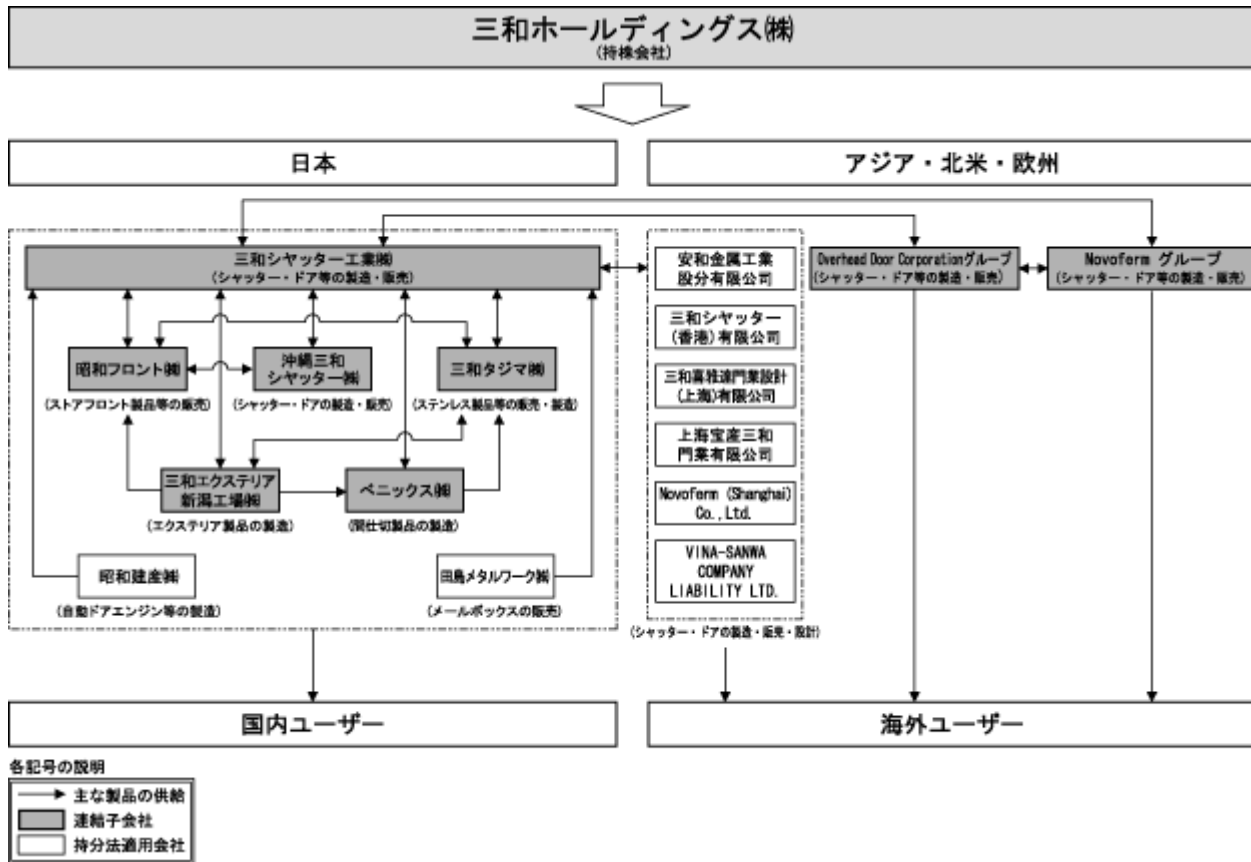 三和ホールディングス㈱
(持株会社)
日本
アジア・北米・欧州
三和シヤッター工業㈱
(シャッター・ドア等の製造・販売)
安和金属工業
股分有限公司
Overhead Door Corporationグループ
(シャッター・ドア等の製造・販売)
Novoferm グループ
(シャッター・ドア等の製造・販売)
三和シヤッター
(香港)有限公司
昭和フロント㈱
(ストアフロント製品等の販売)
沖縄三和
シヤッター㈱
(シャッター・ドアの製造・販売)
三和タジマ㈱
(ステンレス製品等の販売・製造)
三和喜雅達門業設計
(上海)有限公司
上海宝産三和
門業有限公司
三和エクステリア
新潟工場㈱
(エクステリア製品の製造)
ベニックス㈱
(間仕切製品の製造)
Novoferm (Shanghai)
Co.,Ltd.
昭和建産㈱
(自動ドアエンジン等の製造)
田島メタルワーク㈱
(メールボックスの販売)
VINA-SANWA
COMPANY
LIABILITY LTD.
(シャッター・ドアの製造・販売・設計)
国内ユーザー
海外ユーザー
各記号の説明
主な製品の供給
連結子会社
持分法適用会社